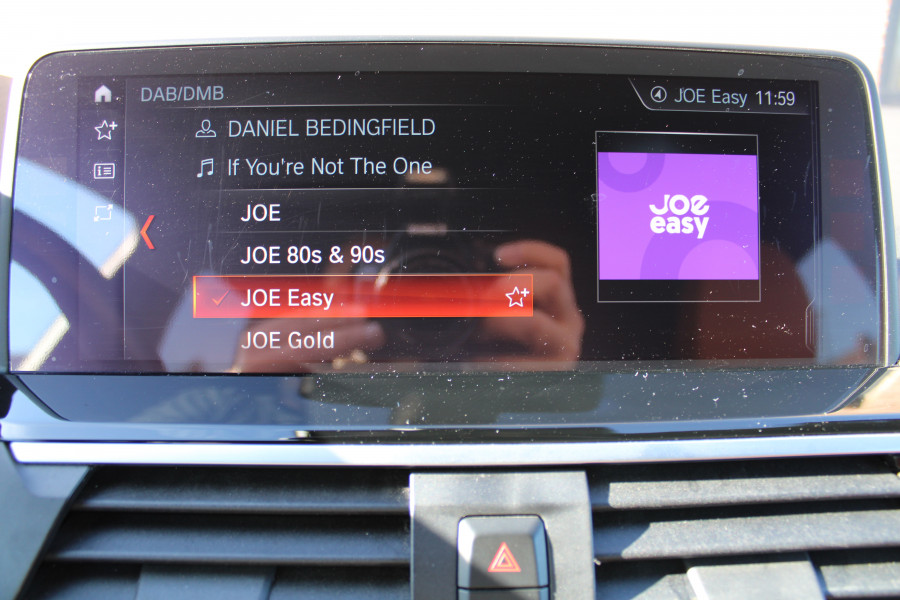 DAB/DMB
JOE Easy 11:59
DANIEL BEDINGFIELD
If You're Not The One
JOE
JOE 80s & 90s
JOE Easy
JOE Gold
JOE
easy